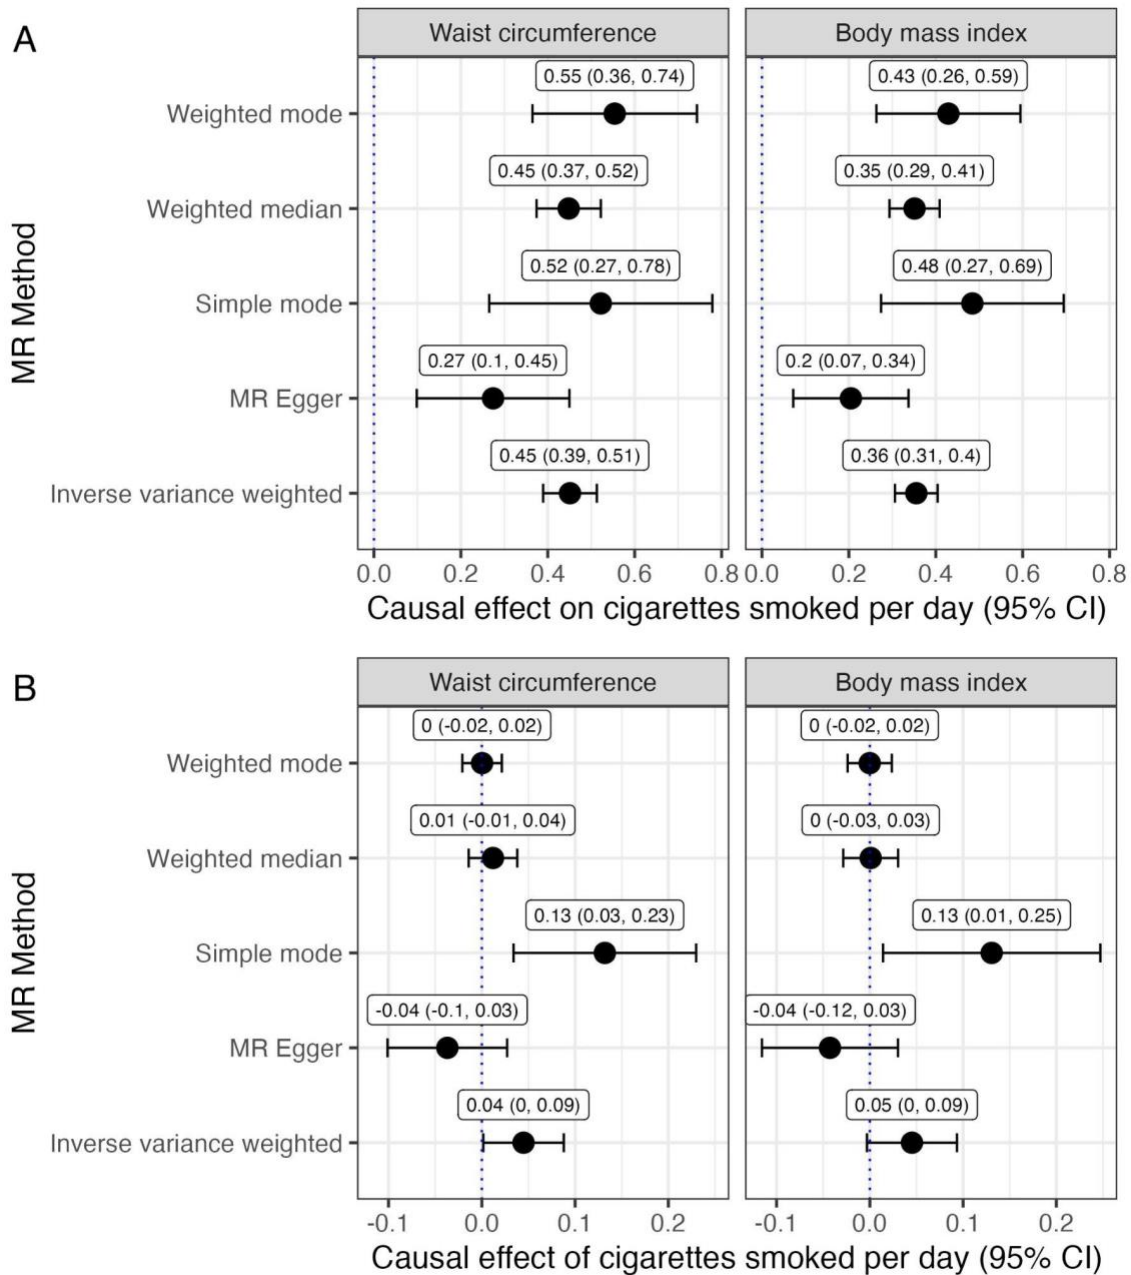 A
Waist circumference
Body mass index
MR Method
Weighted mode
0.55 (0.36, 0.74)
0.43 (0.26, 0.59)
Weighted median
0.45 (0.37, 0.52)
0.35 (0.29, 0.41)
Simple mode
0.52 (0.27, 0.78)
0.48 (0.27, 0.69)
MR Egger
0.27 (0.1, 0.45)
0.2 (0.07, 0.34)
Inverse variance weighted
0.45 (0.39, 0.51)
0.36 (0.31, 0.4)
0.0 0.2 0.4 0.6 0.8
0.0 0.2 0.4 0.6 0.8
Causal effect on cigarettes smoked per day (95% CI)
B
Waist circumference
Body mass index
MR Method
Weighted mode
0 (-0.02, 0.02)
0 (-0.02, 0.02)
Weighted median
0.01 (-0.01, 0.04)
0 (-0.03, 0.03)
Simple mode
0.13 (0.03, 0.23)
0.13 (0.01, 0.25)
MR Egger
-0.04 (-0.1, 0.03)
-0.04 (-0.12, 0.03)
Inverse variance weighted
0.04 (0, 0.09)
0.05 (0, 0.09)
-0.1 0.0 0.1 0.2
-0.1 0.0 0.1 0.2
Causal effect of cigarettes smoked per day (95% CI)